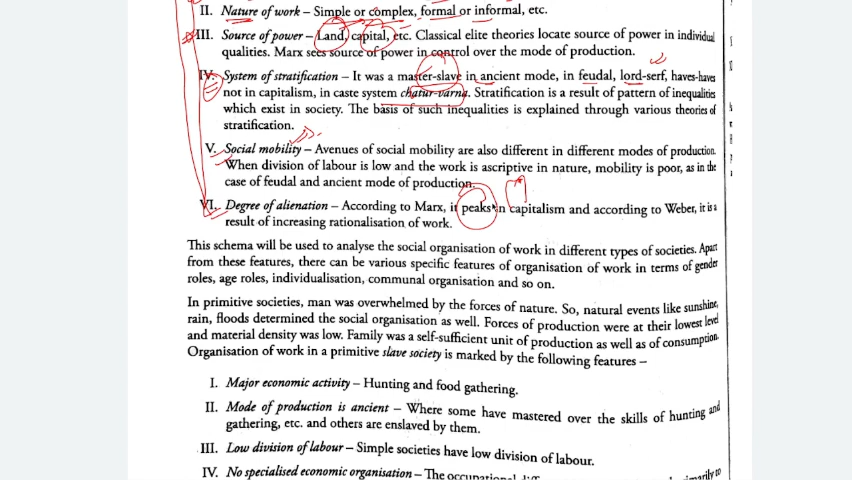 II. Nature of work – Simple or complex, formal or informal, etc.
III. Source of power – Land, capital, etc. Classical elite theories locate source of power in individual
qualities. Marx sees source of power in control over the mode of production.
IV. System of stratification – It was a master-slave in ancient mode, in feudal, lord-serf, haves-haves
not in capitalism, in caste system chatur-varna. Stratification is a result of pattern of inequalities
which exist in society. The basis of such inequalities is explained through various theories of
stratification.
V. Social mobility – Avenues of social mobility are also different in different modes of production.
When division of labour is low and the work is ascriptive in nature, mobility is poor, as in the
case of feudal and ancient mode of production.
VI. Degree of alienation – According to Marx, it peaks in capitalism and according to Weber, it is a
result of increasing rationalisation of work.
This schema will be used to analyse the social organisation of work in different types of societies. Apart
from these features, there can be various specific features of organisation of work in terms of gender
roles, age roles, individualisation, communal organisation and so on.
In primitive societies, man was overwhelmed by the forces of nature. So, natural events like sunshine,
rain, floods determined the social organisation as well. Forces of production were at their lowest level
and material density was low. Family was a self-sufficient unit of production as well as of consumption.
Organisation of work in a primitive slave society is marked by the following features –
I. Major economic activity – Hunting and food gathering.
II. Mode of production is ancient – Where some have mastered over the skills of hunting and
gathering, etc. and others are enslaved by them.
III. Low division of labour – Simple societies have low division of labour.
IV. No specialised economic organisation – The occupational